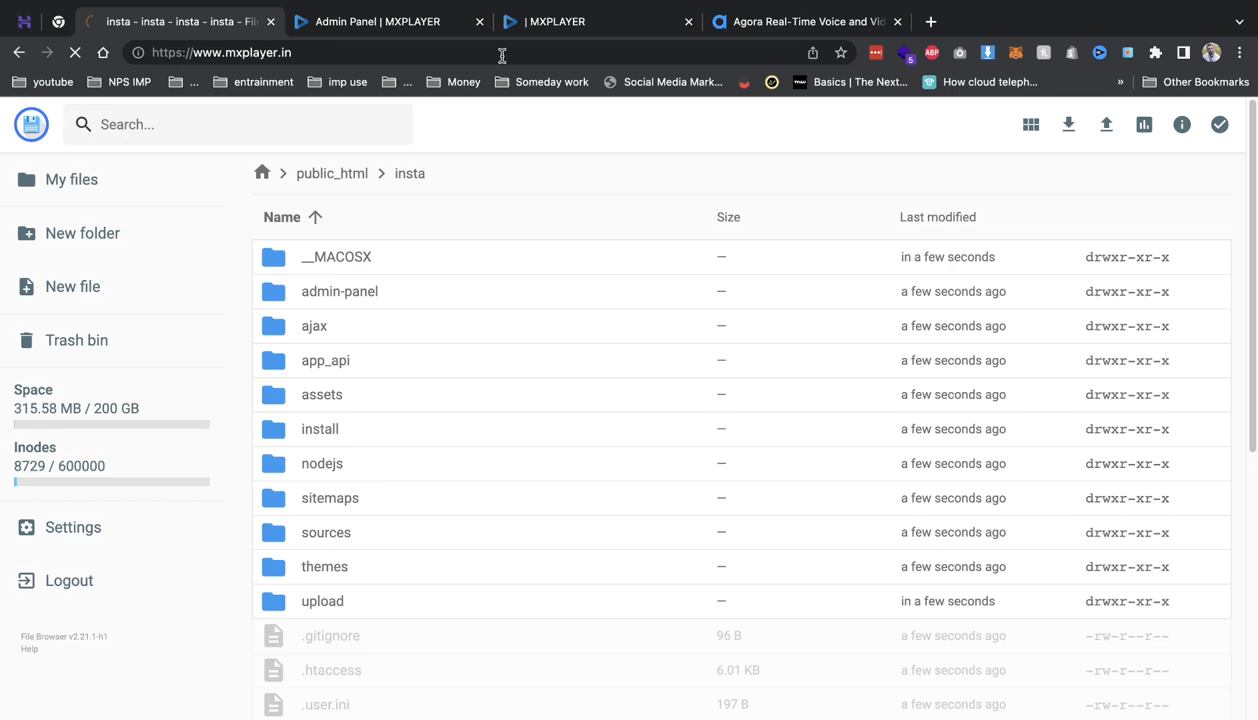 insta - insta - insta - insta - Fil
Admin Panel | MXPLAYER
| MXPLAYER
Agora Real-Time Voice and Vid
https://www.mxplayer.in
ABP
5
youtube
NPS IMP
...
entrainment
imp use
...
Money
Someday work
Social Media Mark...
Basics | The Next...
How cloud teleph...
»
Other Bookmarks
Search...
My files
New folder
New file
Trash bin
Space
315.58 MB / 200 GB
Inodes
8729 / 600000
Settings
Logout
File Browser v2.21.1-h1
Help
public_html
insta
Name Size Last modified
__MACOSX — in a few seconds drwxr-xr-x
admin-panel — a few seconds ago drwxr-xr-x
ajax — a few seconds ago drwxr-xr-x
app_api — a few seconds ago drwxr-xr-x
assets — a few seconds ago drwxr-xr-x
install — a few seconds ago drwxr-xr-x
nodejs — a few seconds ago drwxr-xr-x
sitemaps — a few seconds ago drwxr-xr-x
sources — a few seconds ago drwxr-xr-x
themes — a few seconds ago drwxr-xr-x
upload — in a few seconds drwxr-xr-x
.gitignore 96 B a few seconds ago -rw-r--r--
.htaccess 6.01 KB a few seconds ago -rw-r--r--
.user.ini 197 B a few seconds ago -rw-r--r--